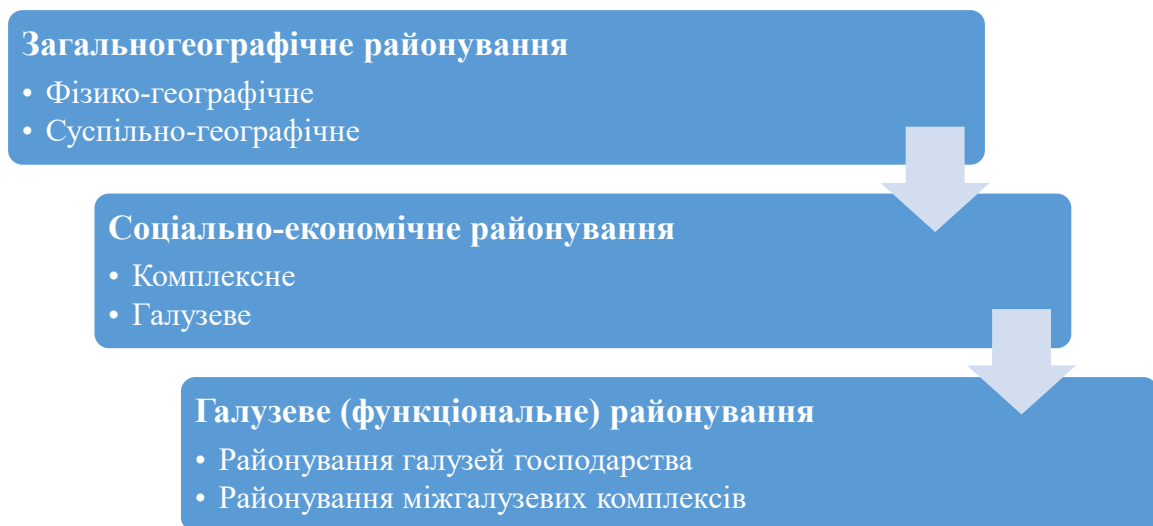 Загальногеографічне районування
• Фізико-географічне
• Суспільно-географічне
Соціально-економічне районування
• Комплексне
• Галузеве
Галузеве (функціональне) районування
• Районування галузей господарства
• Районування міжгалузевих комплексів